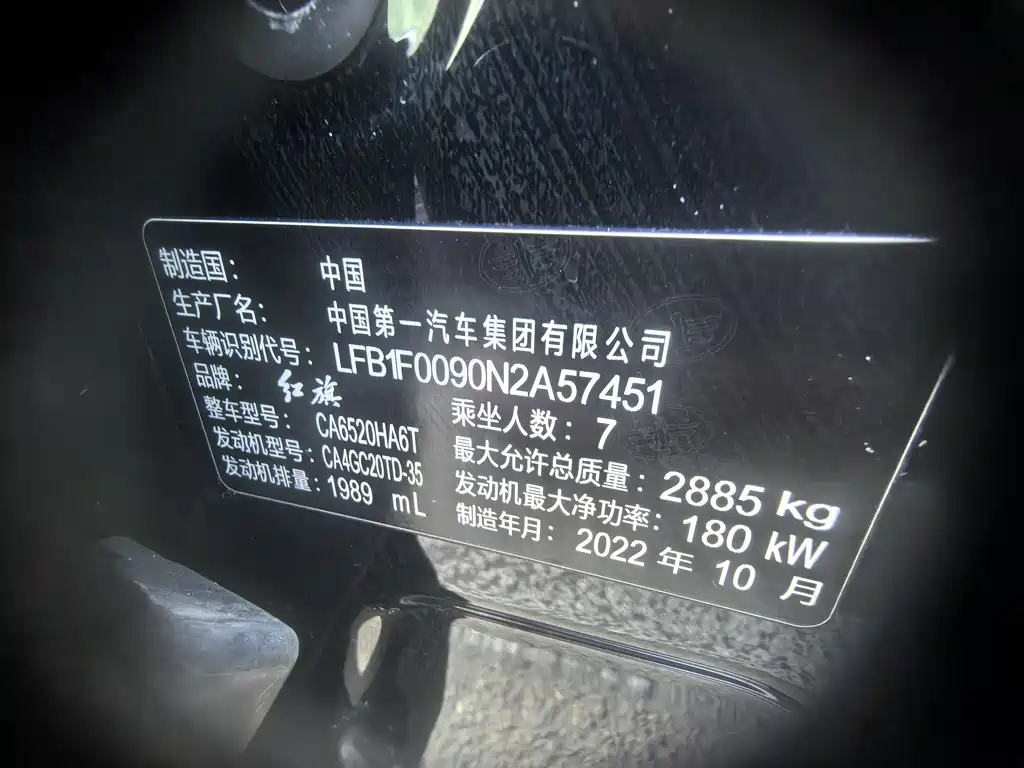 制造国： 中国
生产厂名： 中国第一汽车集团有限公司
车辆识别代号： LFB1F0090N2A57451
品牌： 红旗 乘坐人数： 7
整车型号： CA6520HA6T 最大允许总质量： 2885 kg
发动机型号： CA4GC20TD-35 发动机最大净功率： 180 kW
发动机排量： 1989 mL 制造年月： 2022 年 10 月